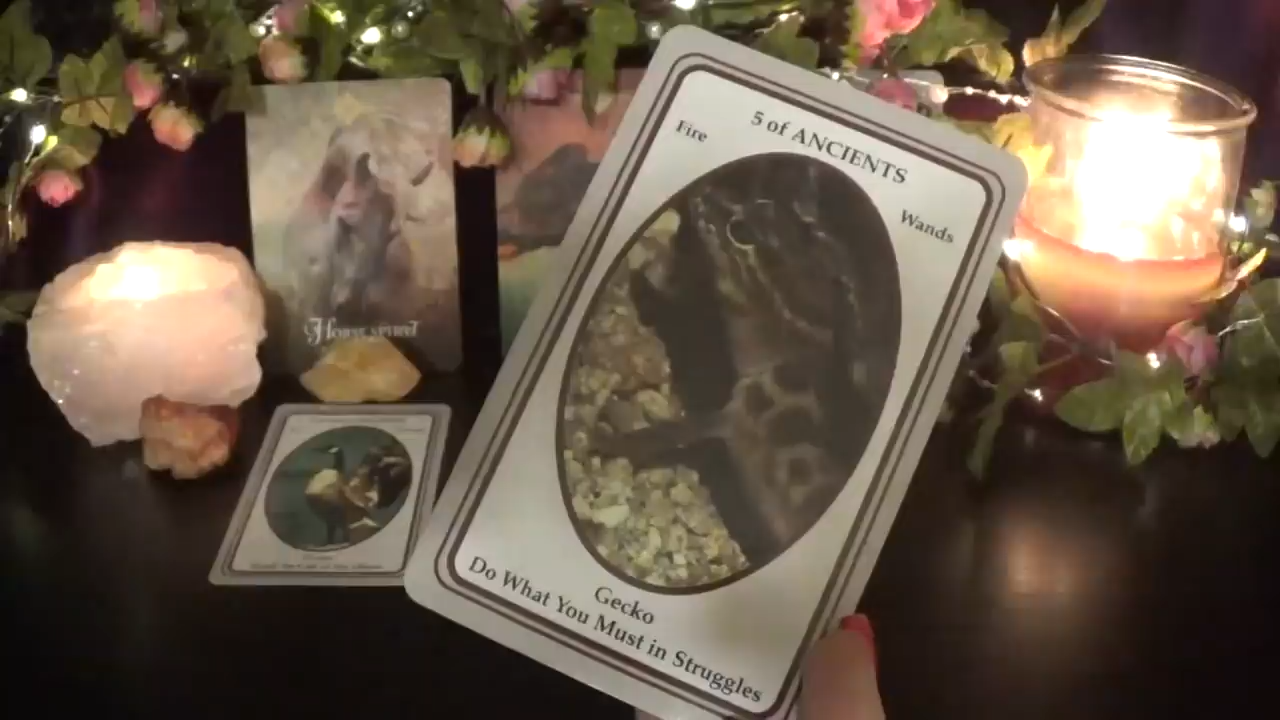 5 of ANCIENTS
Fire
Wands
Gecko
Do What You Must in Struggles
HORSE SPIRIT